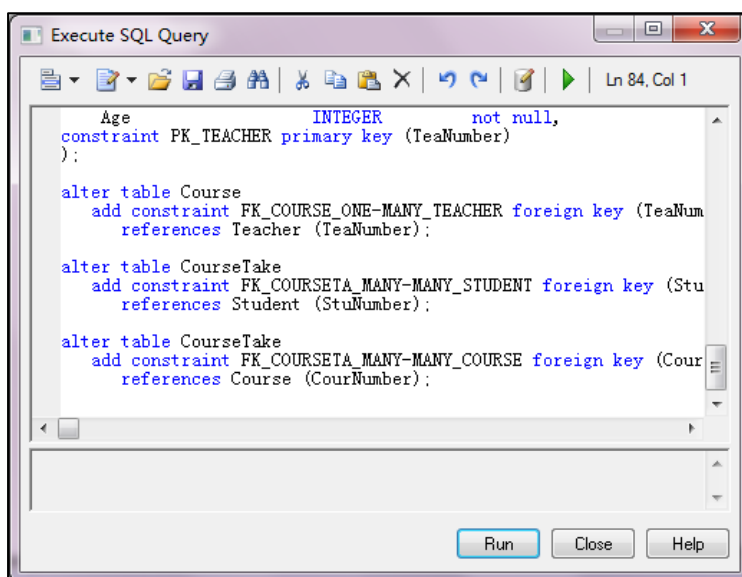 Execute SQL Query
Ln 84, Col 1
Age INTEGER not null,
constraint PK_TEACHER primary key (TeaNumber)
);
alter table Course
add constraint FK_COURSE_ONE-MANY_TEACHER foreign key (TeaNum
references Teacher (TeaNumber);
alter table CourseTake
add constraint FK_COURSETA_MANY-MANY_STUDENT foreign key (Stu
references Student (StuNumber);
alter table CourseTake
add constraint FK_COURSETA_MANY-MANY_COURSE foreign key (Cour
references Course (CourNumber);
Run Close Help